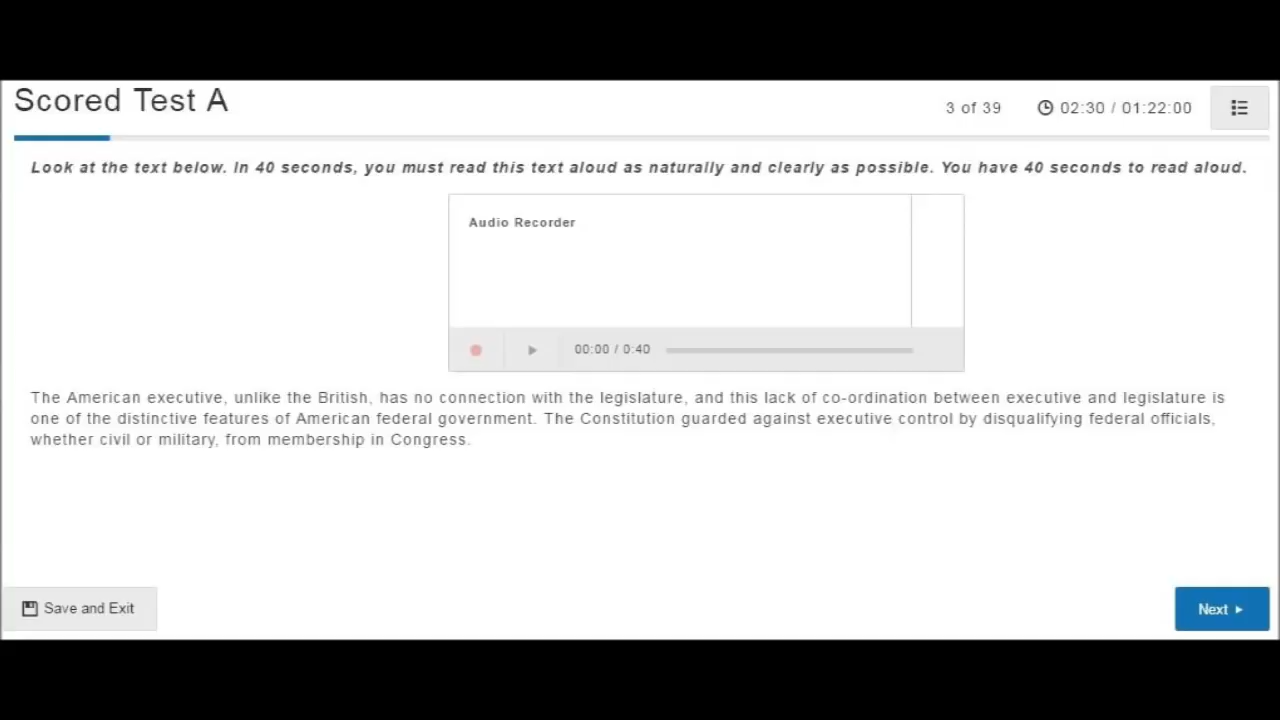 Scored Test A
3 of 39
02:30 / 01:22:00
Look at the text below. In 40 seconds, you must read this text aloud as naturally and clearly as possible. You have 40 seconds to read aloud.
Audio Recorder
00:00 / 0:40
The American executive, unlike the British, has no connection with the legislature, and this lack of co-ordination between executive and legislature is
one of the distinctive features of American federal government. The Constitution guarded against executive control by disqualifying federal officials,
whether civil or military, from membership in Congress.
Save and Exit
Next